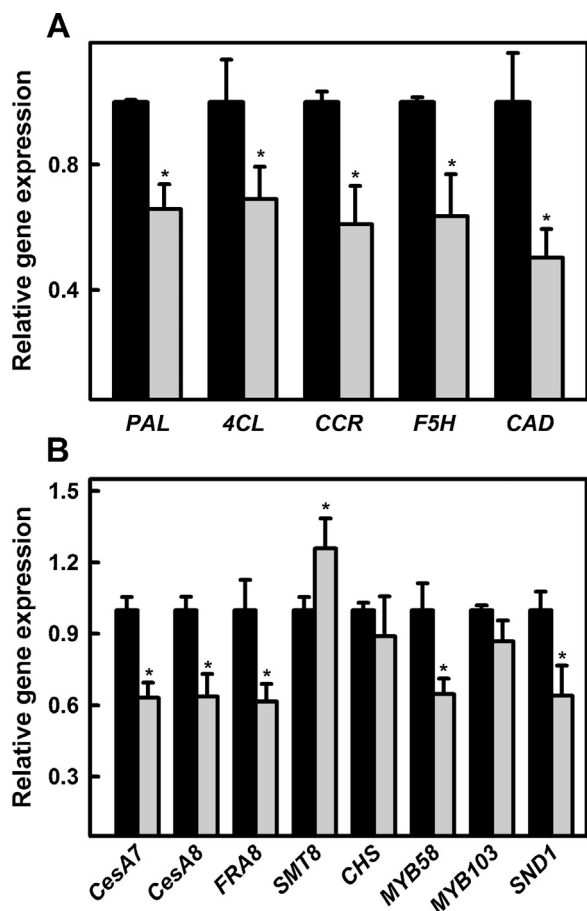 A
Relative gene expression
0.8
0.4
* * * * *
PAL 4CL CCR F5H CAD
B
Relative gene expression
1.5
1.2
0.9
0.6
0.3
* * * * * *
CesA7 CesA8 FRA8 SMT8 CHS MYB58 MYB103 SND1